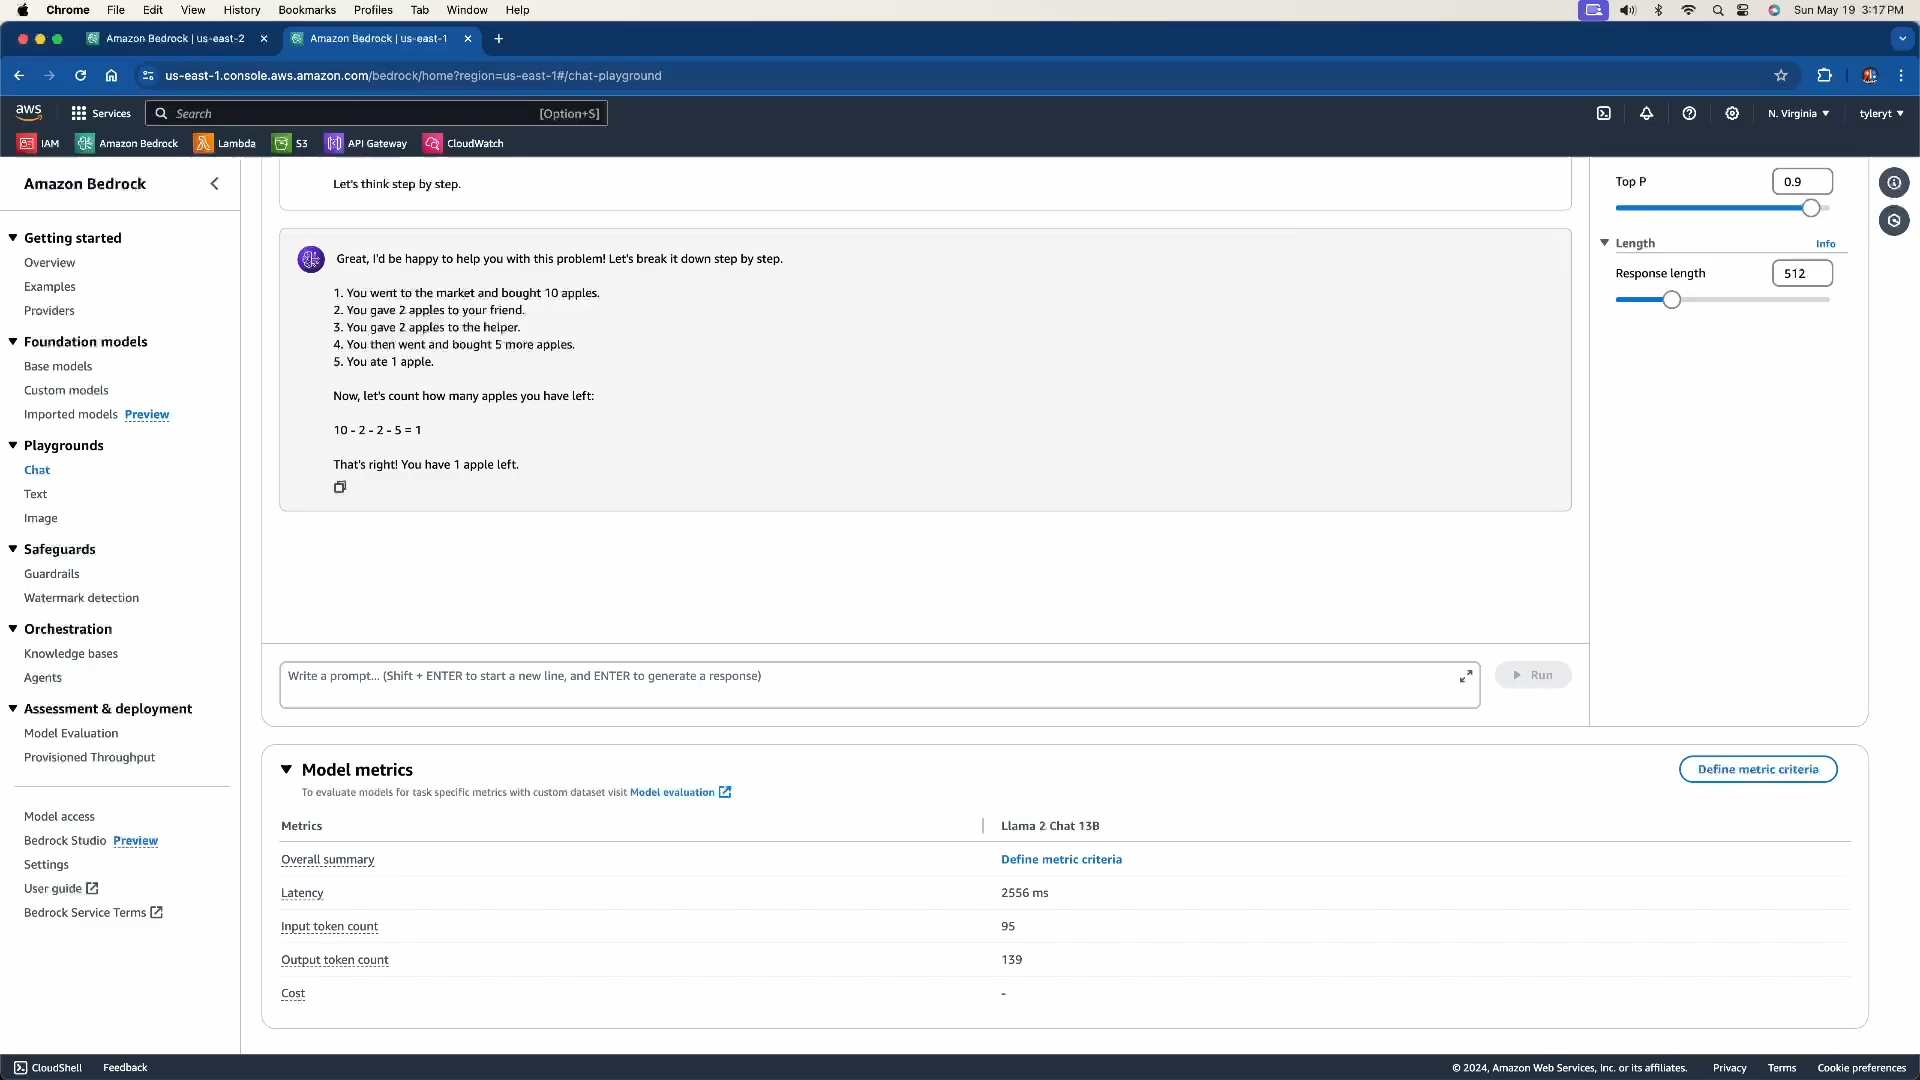 Chrome File Edit View History Bookmarks Profiles Tab Window Help Sun May 19 3:17 PM
Amazon Bedrock | us-east-2 Amazon Bedrock | us-east-1
us-east-1.console.aws.amazon.com/bedrock/home?region=us-east-1#/chat-playground
aws Services Search [Option+S] N. Virginia tyleryt
IAM Amazon Bedrock Lambda S3 API Gateway CloudWatch
Amazon Bedrock
Getting started
Overview
Examples
Providers
Foundation models
Base models
Custom models
Imported models Preview
Playgrounds
Chat
Text
Image
Safeguards
Guardrails
Watermark detection
Orchestration
Knowledge bases
Agents
Assessment & deployment
Model Evaluation
Provisioned Throughput
Model access
Bedrock Studio Preview
Settings
User guide
Bedrock Service Terms
Let's think step by step.
Great, I'd be happy to help you with this problem! Let's break it down step by step.
1. You went to the market and bought 10 apples.
2. You gave 2 apples to your friend.
3. You gave 2 apples to the helper.
4. You then went and bought 5 more apples.
5. You ate 1 apple.
Now, let's count how many apples you have left:
10 - 2 - 2 - 5 = 1
That's right! You have 1 apple left.
Write a prompt... (Shift + ENTER to start a new line, and ENTER to generate a response)
Run
Top P 0.9
Length Info
Response length 512
Model metrics
Define metric criteria
To evaluate models for task specific metrics with custom dataset visit Model evaluation
Metrics Llama 2 Chat 13B
Overall summary Define metric criteria
Latency 2556 ms
Input token count 95
Output token count 139
Cost -
CloudShell Feedback © 2024, Amazon Web Services, Inc. or its affiliates. Privacy Terms Cookie preferences